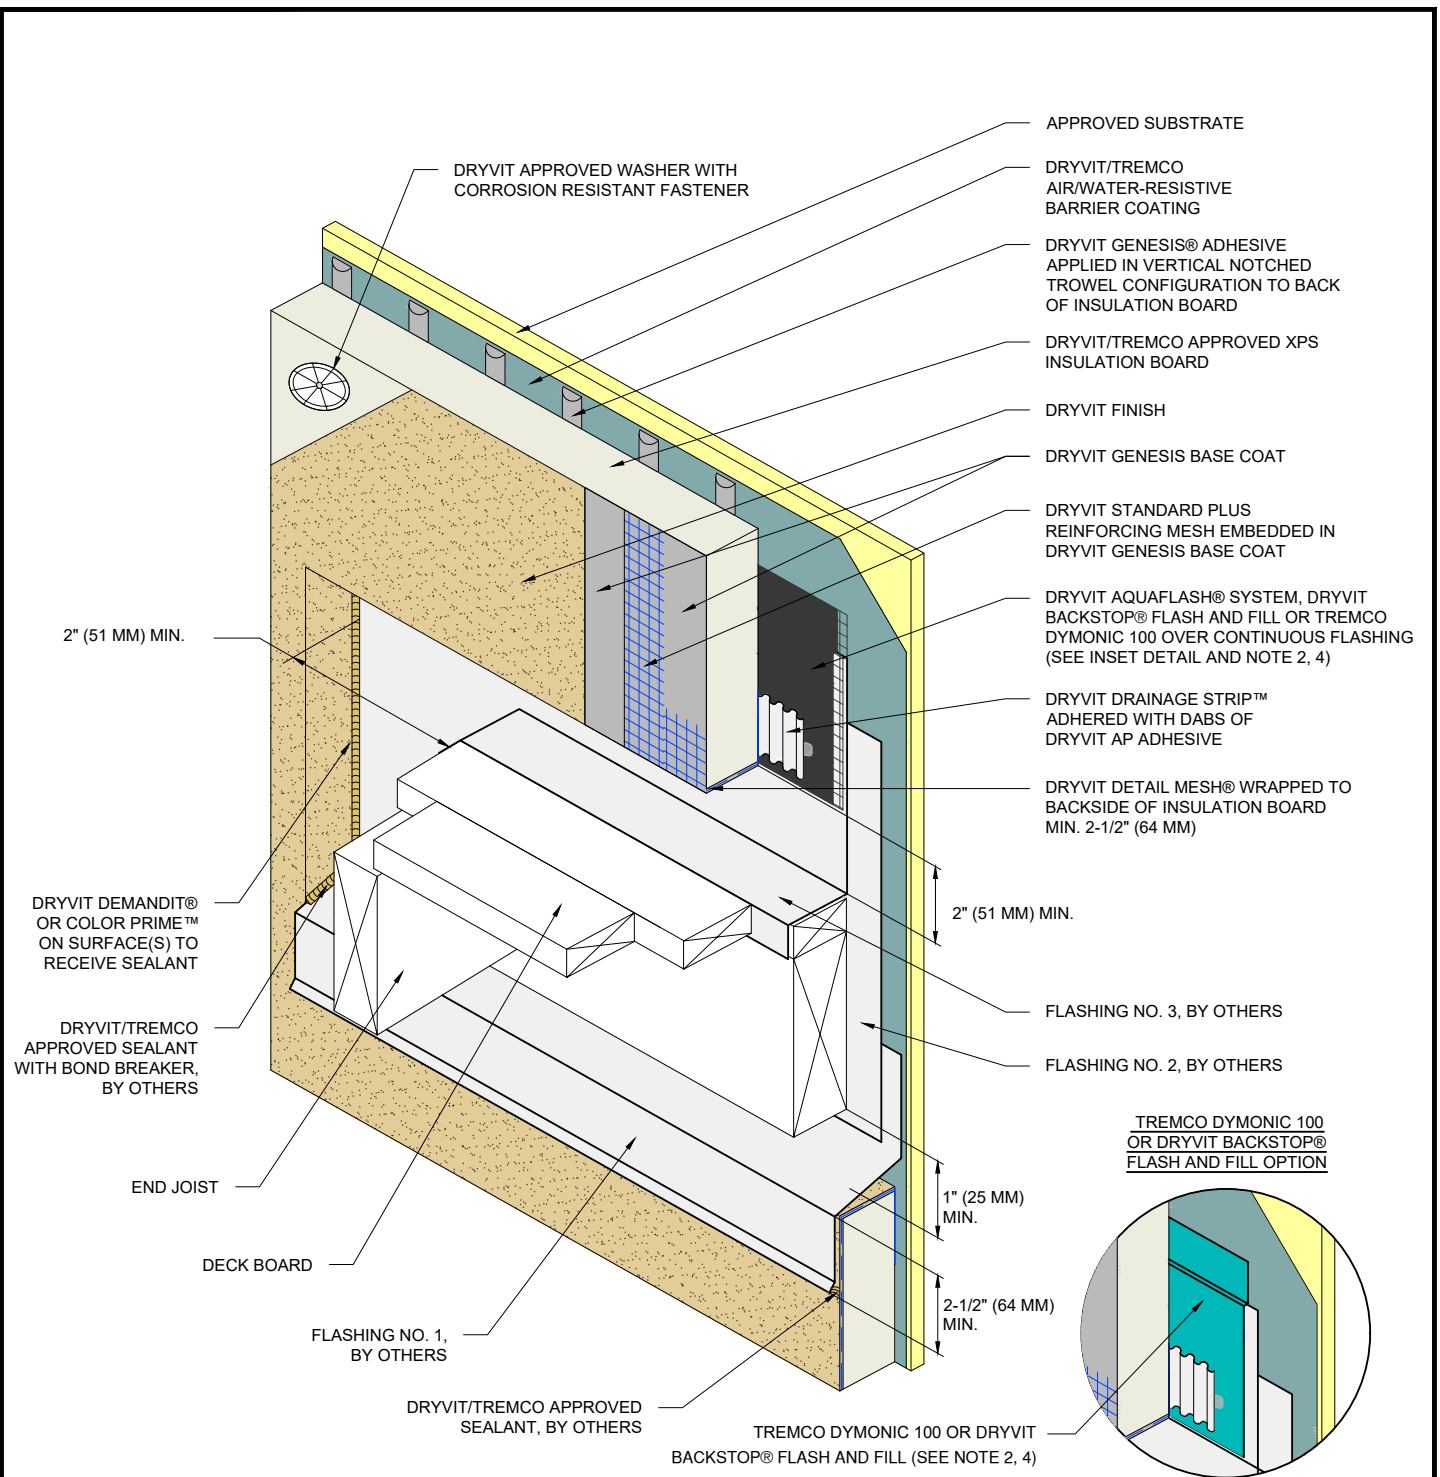 APPROVED SUBSTRATE
DRYVIT APPROVED WASHER WITH
CORROSION RESISTANT FASTENER
DRYVIT/TREMCO
AIR/WATER-RESISTIVE
BARRIER COATING
DRYVIT GENESIS® ADHESIVE
APPLIED IN VERTICAL NOTCHED
TROWEL CONFIGURATION TO BACK
OF INSULATION BOARD
DRYVIT/TREMCO APPROVED XPS
INSULATION BOARD
DRYVIT FINISH
DRYVIT GENESIS BASE COAT
DRYVIT STANDARD PLUS
REINFORCING MESH EMBEDDED IN
DRYVIT GENESIS BASE COAT
DRYVIT AQUAFLASH® SYSTEM, DRYVIT
BACKSTOP® FLASH AND FILL OR TREMCO
DYMONIC 100 OVER CONTINUOUS FLASHING
(SEE INSET DETAIL AND NOTE 2, 4)
2" (51 MM) MIN.
DRYVIT DRAINAGE STRIP™
ADHERED WITH DABS OF
DRYVIT AP ADHESIVE
DRYVIT DETAIL MESH® WRAPPED TO
BACKSIDE OF INSULATION BOARD
MIN. 2-1/2" (64 MM)
2" (51 MM) MIN.
DRYVIT DEMANDIT®
OR COLOR PRIME™
ON SURFACE(S) TO
RECEIVE SEALANT
FLASHING NO. 3, BY OTHERS
DRYVIT/TREMCO
APPROVED SEALANT
WITH BOND BREAKER,
BY OTHERS
FLASHING NO. 2, BY OTHERS
TREMCO DYMONIC 100
OR DRYVIT BACKSTOP®
FLASH AND FILL OPTION
END JOIST
1" (25 MM)
MIN.
DECK BOARD
2-1/2" (64 MM)
MIN.
FLASHING NO. 1,
BY OTHERS
DRYVIT/TREMCO APPROVED
SEALANT, BY OTHERS
TREMCO DYMONIC 100 OR DRYVIT
BACKSTOP® FLASH AND FILL (SEE NOTE 2, 4)